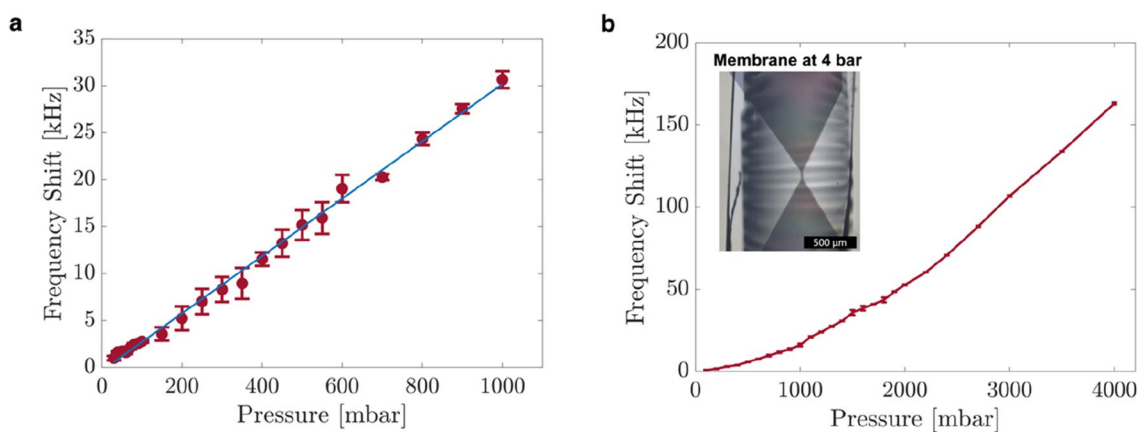 a
Frequency Shift [kHz]
35
30
25
20
15
10
5
0
0 200 400 600 800 1000
Pressure [mbar]
b
Frequency Shift [kHz]
200
150
100
50
0
Membrane at 4 bar
500 µm
0 1000 2000 3000 4000
Pressure [mbar]